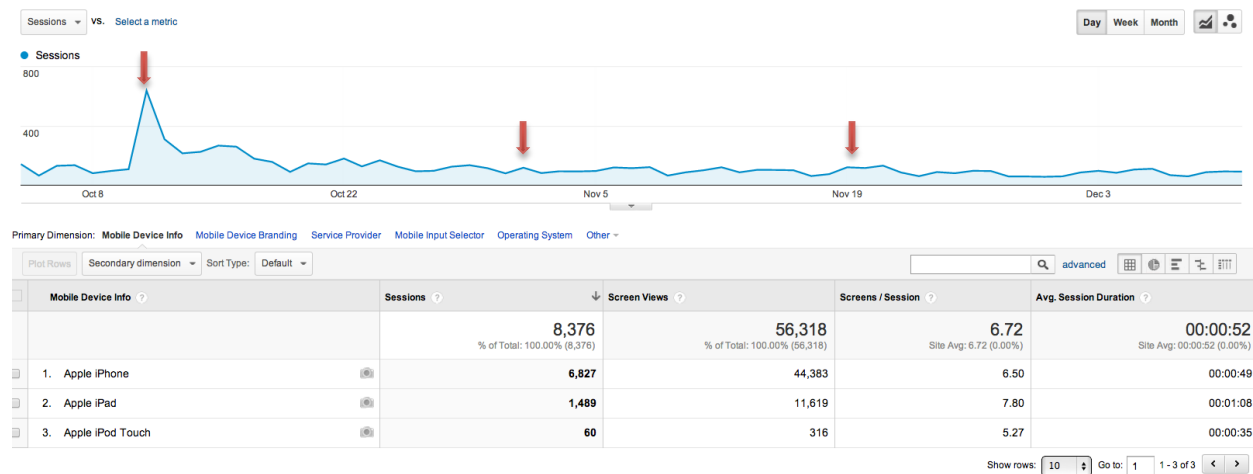 Sessions VS. Select a metric Day Week Month
Sessions
800
400
Oct 8 Oct 22 Nov 5 Nov 19 Dec 3
Primary Dimension: Mobile Device Info Mobile Device Branding Service Provider Mobile Input Selector Operating System Other
Plot Rows Secondary dimension Sort Type: Default advanced
Mobile Device Info ? Sessions ? Screen Views ? Screens / Session ? Avg. Session Duration ?
8,376 56,318 6.72 00:00:52
% of Total: 100.00% (8,376) % of Total: 100.00% (56,318) Site Avg: 6.72 (0.00%) Site Avg: 00:00:52 (0.00%)
1. Apple iPhone 6,827 44,383 6.50 00:00:49
2. Apple iPad 1,489 11,619 7.80 00:01:08
3. Apple iPod Touch 60 316 5.27 00:00:35
Show rows: 10 Go to: 1 1 - 3 of 3